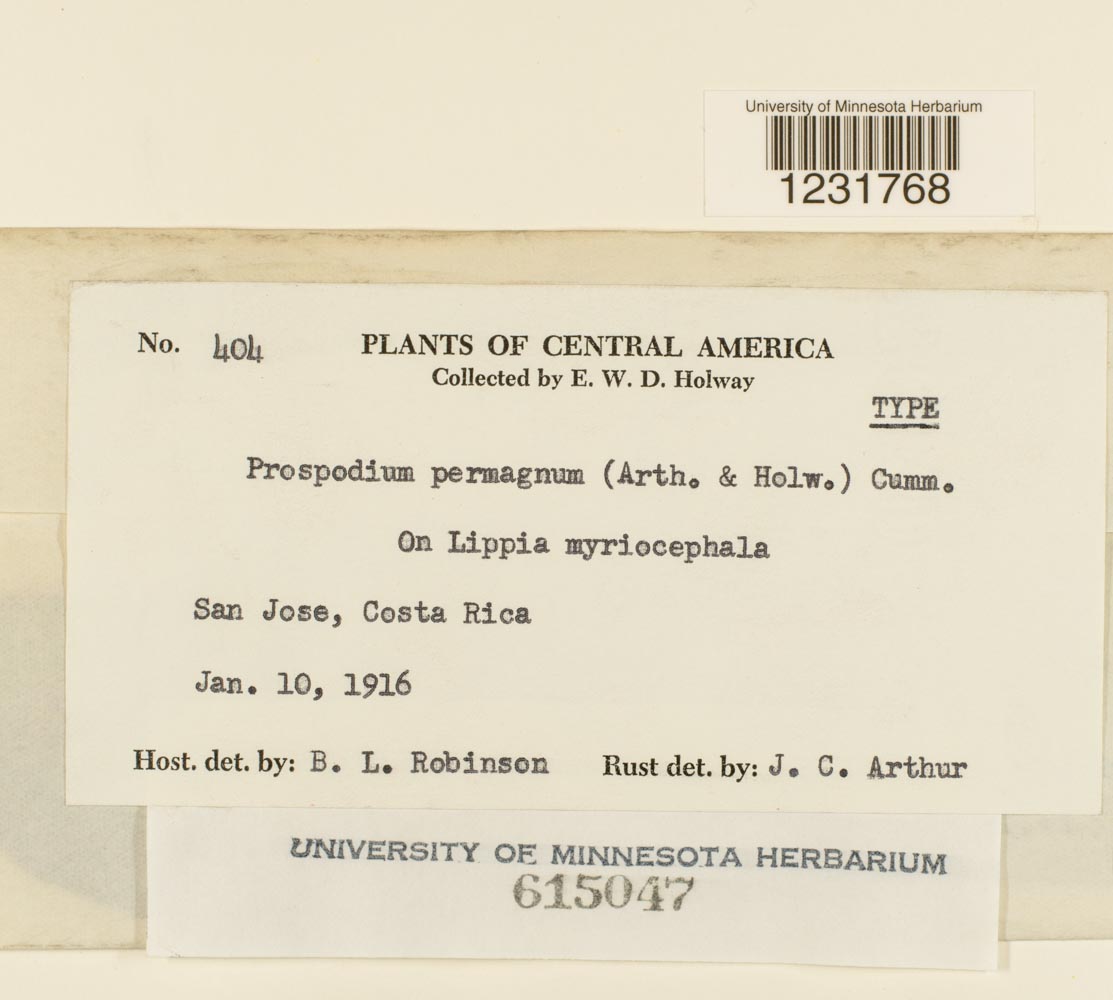 University of Minnesota Herbarium
1231768
No. 404 PLANTS OF CENTRAL AMERICA
Collected by E. W. D. Holway
TYPE
Prospodium permagnum (Arth. & Holw.) Cumm.
On Lippia myriocephala
San Jose, Costa Rica
Jan. 10, 1916
Host. det. by: B. L. Robinson Rust det. by: J. C. Arthur
UNIVERSITY OF MINNESOTA HERBARIUM
615047